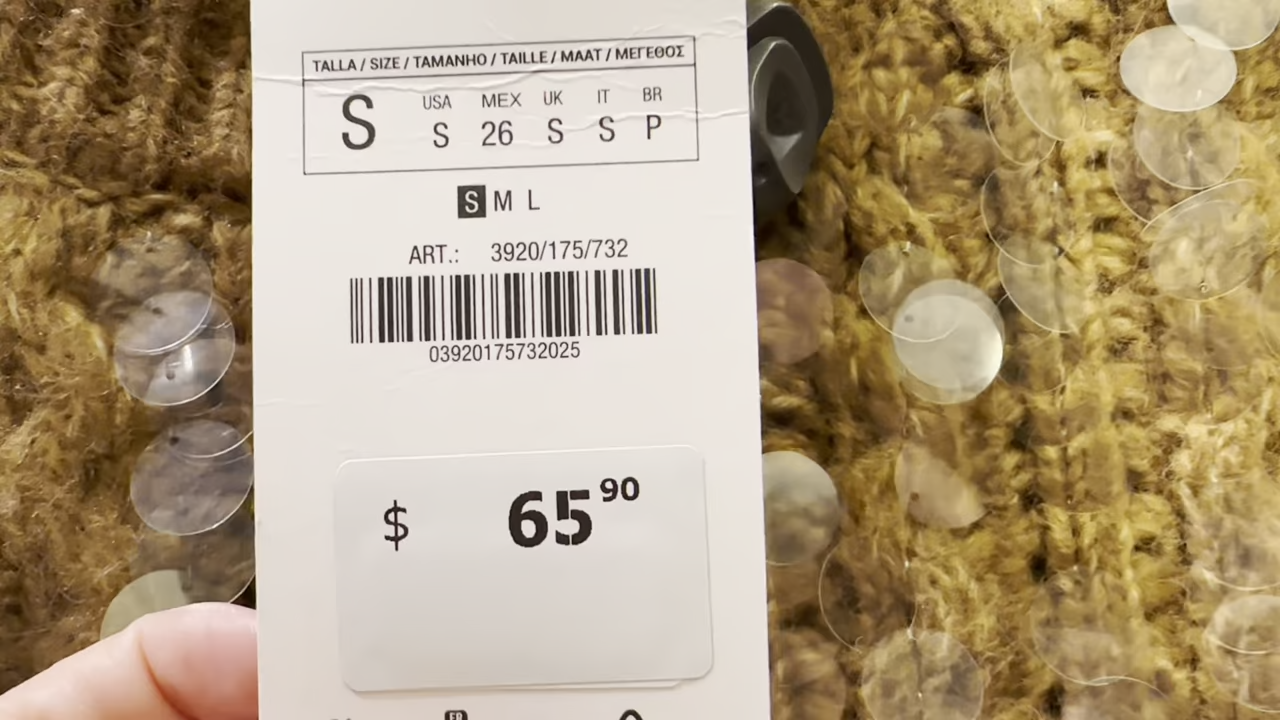 TALLA / SIZE / TAMANHO / TAILLE / MAAT / ΜΕΓΕΘΟΣ
USA MEX UK IT BR
S S 26 S S P
S M L
ART.: 3920/175/732
03920175732025
$ 65 90
FR